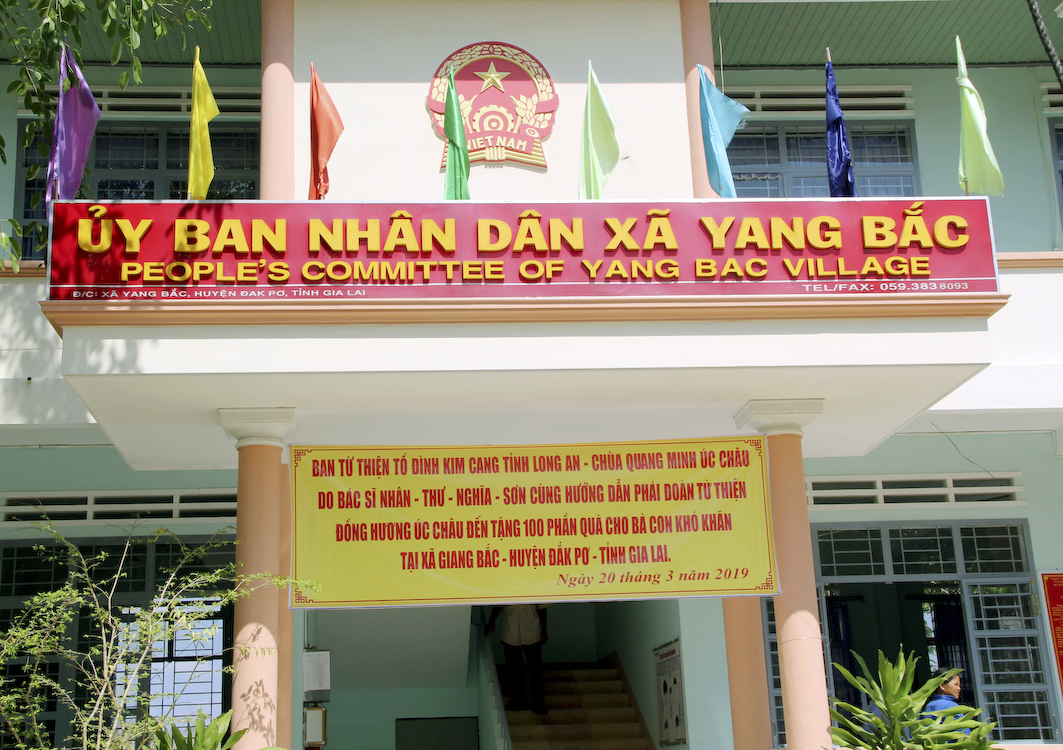 VIET NAM
ỦY BAN NHÂN DÂN XÃ YANG BẮC
PEOPLE'S COMMITTEE OF YANG BAC VILLAGE
Đ/C: XÃ YANG BẮC, HUYỆN ĐAK PƠ, TỈNH GIA LAI
TEL/FAX: 059.383 8093
BAN TỪ THIỆN TỔ ĐÌNH KIM CANG TỈNH LONG AN - CHÙA QUANG MINH ÚC CHÂU
DO BÁC SĨ NHÂN - THƯ - NGHĨA - SƠN CÙNG HƯỚNG DẪN PHÁI ĐOÀN TỪ THIỆN
ĐỒNG HƯƠNG ÚC CHÂU ĐẾN TẶNG 100 PHẦN QUÀ CHO BÀ CON KHÓ KHĂN
TẠI XÃ GIANG BẮC - HUYỆN ĐẮK PƠ - TỈNH GIA LAI.
Ngày 20 tháng 3 năm 2019